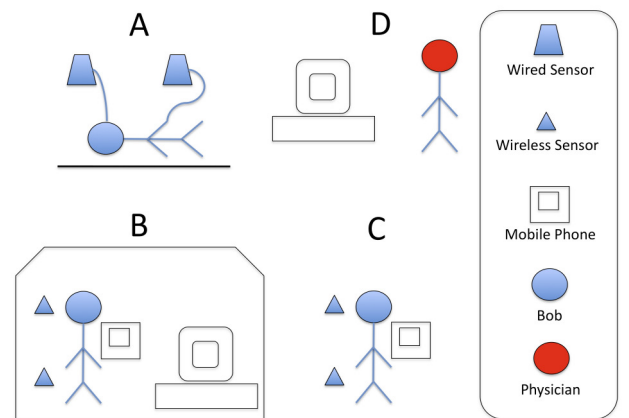 A
D
Wired Sensor
Wireless Sensor
B
C
Mobile Phone
Bob
Physician